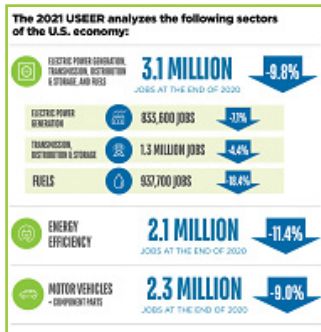 The 2021 USEER analyzes the following sectors
of the U.S. economy:
ELECTRIC POWER GENERATION,
TRANSMISSION, DISTRIBUTION
& STORAGE, AND FUELS
3.1 MILLION
JOBS AT THE END OF 2020
-9.8%
ELECTRIC POWER
GENERATION
833,600 JOBS
-7.1%
TRANSMISSION,
DISTRIBUTION & STORAGE
1.3 MILLION JOBS
-4.4%
FUELS
937,700 JOBS
-18.4%
ENERGY
EFFICIENCY
2.1 MILLION
JOBS AT THE END OF 2020
-11.4%
MOTOR VEHICLES
+ COMPONENT PARTS
2.3 MILLION
JOBS AT THE END OF 2020
-9.0%